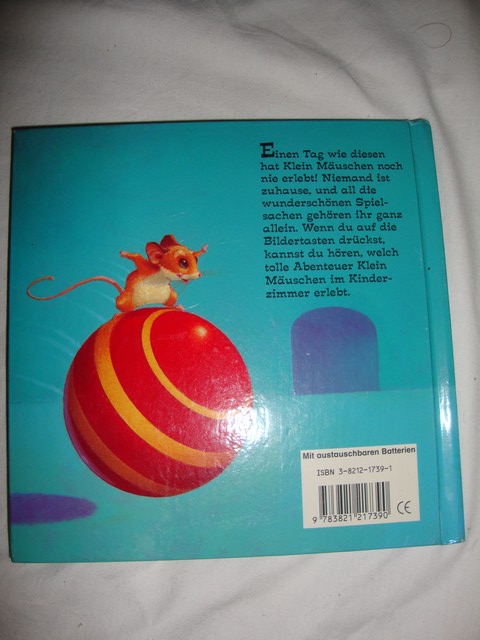 Einen Tag wie diesen
hat Klein Mäuschen noch
nie erlebt! Niemand ist
zuhause, und all die
wunderschönen Spiel-
sachen gehören ihr ganz
allein. Wenn du auf die
Bildertasten drückst,
kannst du hören, welch
tolle Abenteuer Klein
Mäuschen im Kinder-
zimmer erlebt.
Mit austauschbaren Batterien
ISBN 3-8212-1739-1
9 783821 217390
CE